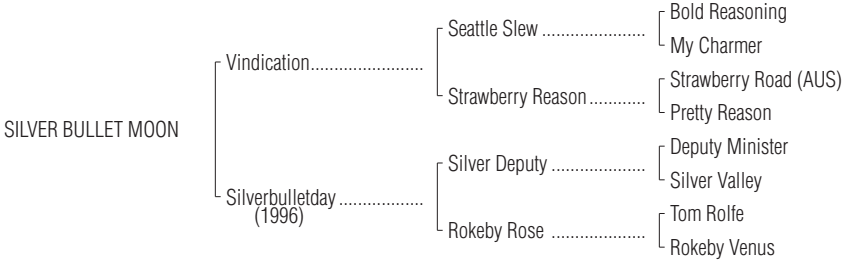 Bold Reasoning
Seattle Slew ......................
My Charmer
Vindication........................
Strawberry Road (AUS)
Strawberry Reason............
Pretty Reason
SILVER BULLET MOON
Deputy Minister
Silver Deputy ....................
Silver Valley
Silverbulletday ..................
(1996)
Tom Rolfe
Rokeby Rose ....................
Rokeby Venus